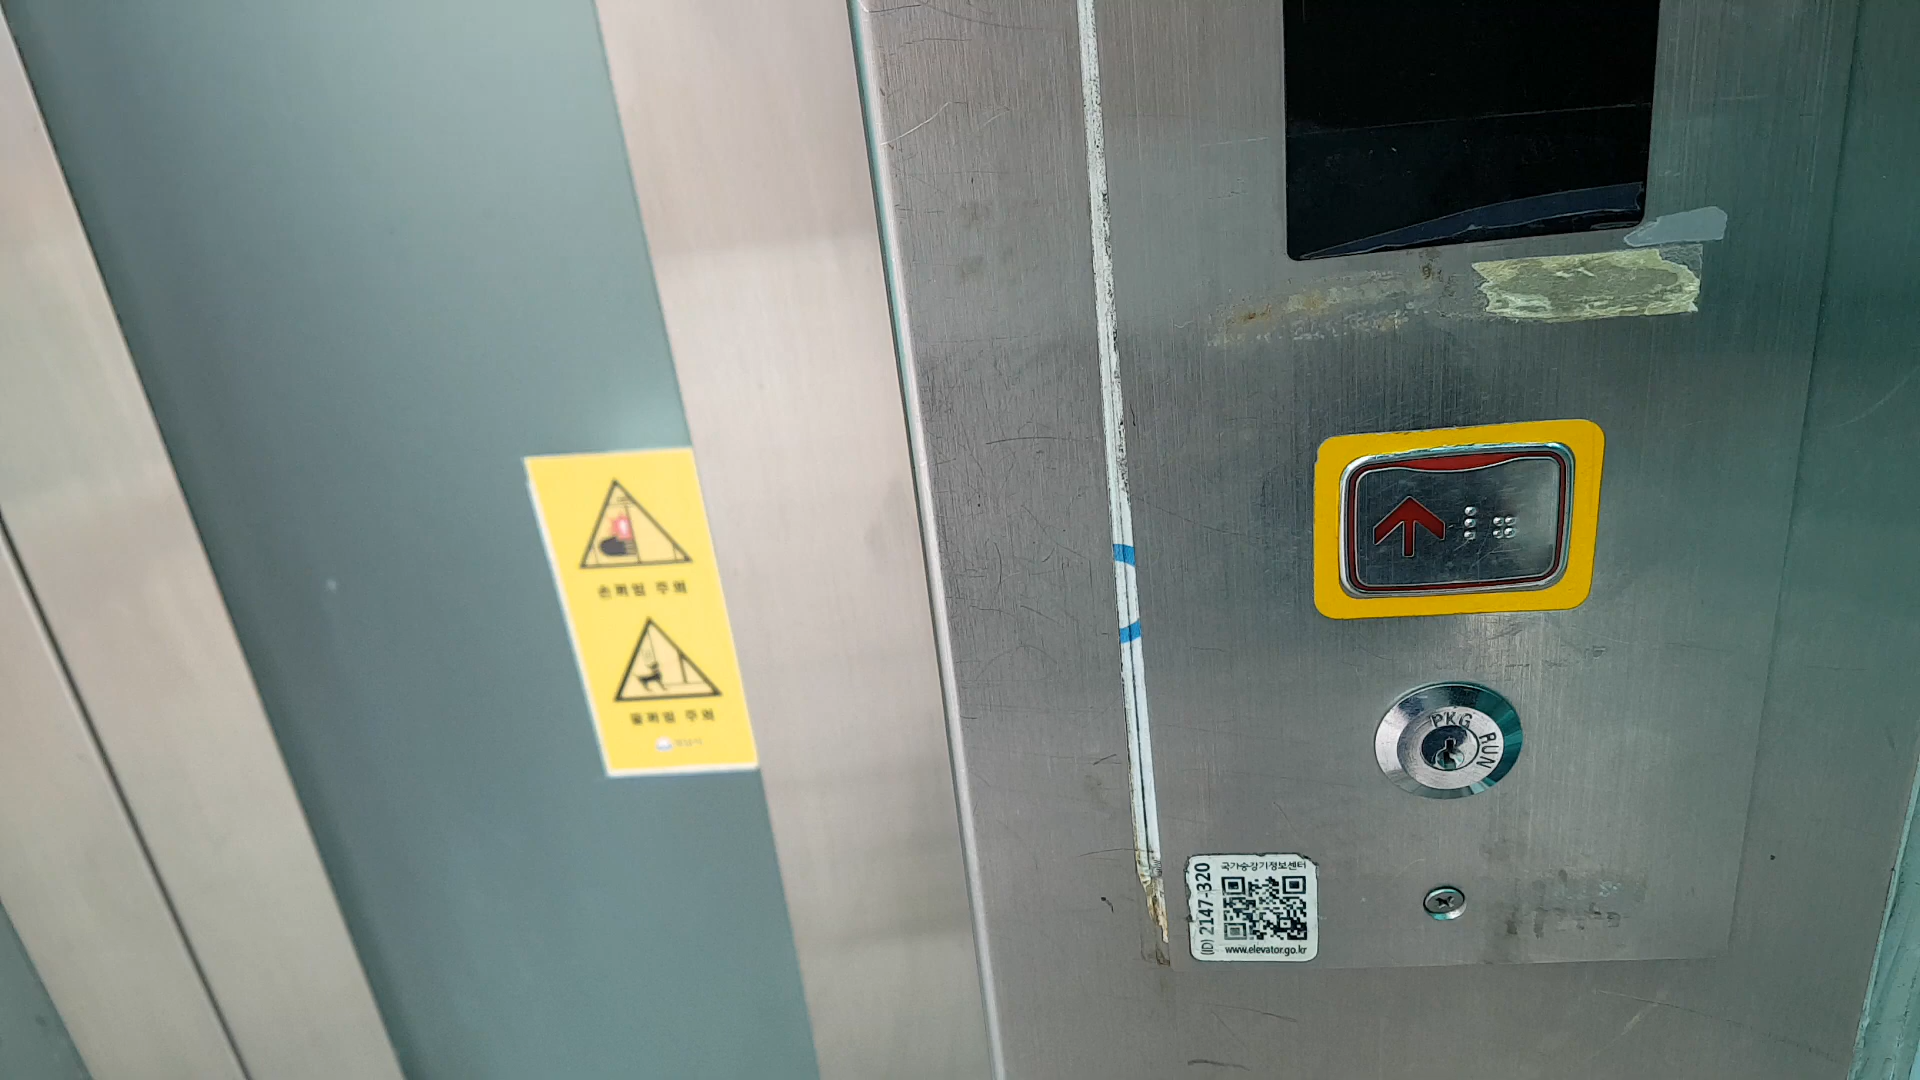 손끼임 주의
물끼임 주의
PKG
RUN
국가승강기정보센터
(ID) 2147-320
www.elevator.go.kr